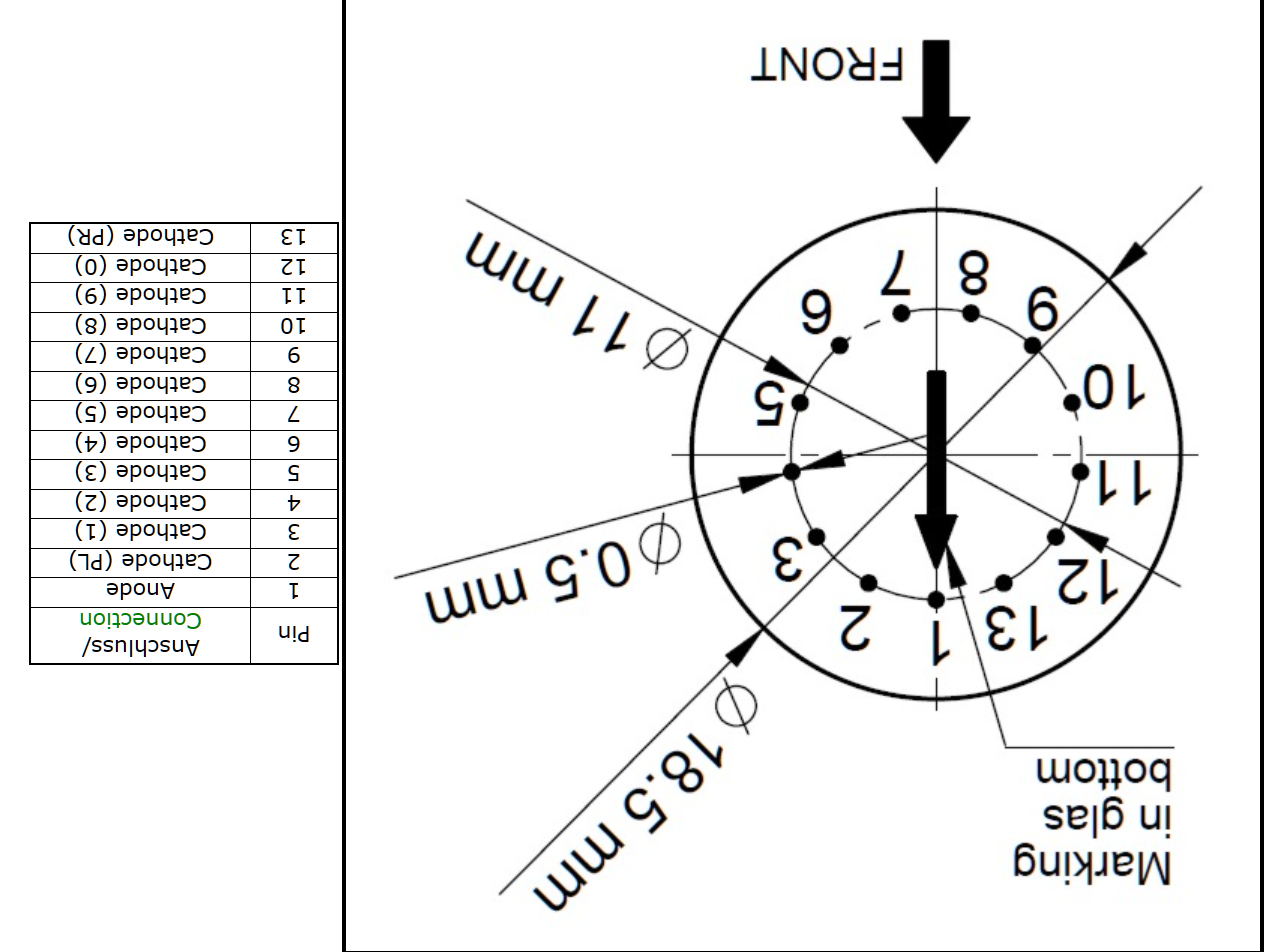 Marking
in glas
bottom
Ø 18.5 mm
1
2
3
5
6
7
8
9
10
11
12
13
Ø 0.5 mm
Ø 11 mm
FRONT
Pin Anschluss/
Connection
1 Anode
2 Cathode (PL)
3 Cathode (1)
4 Cathode (2)
5 Cathode (3)
6 Cathode (4)
7 Cathode (5)
8 Cathode (6)
9 Cathode (7)
10 Cathode (8)
11 Cathode (9)
12 Cathode (0)
13 Cathode (PR)